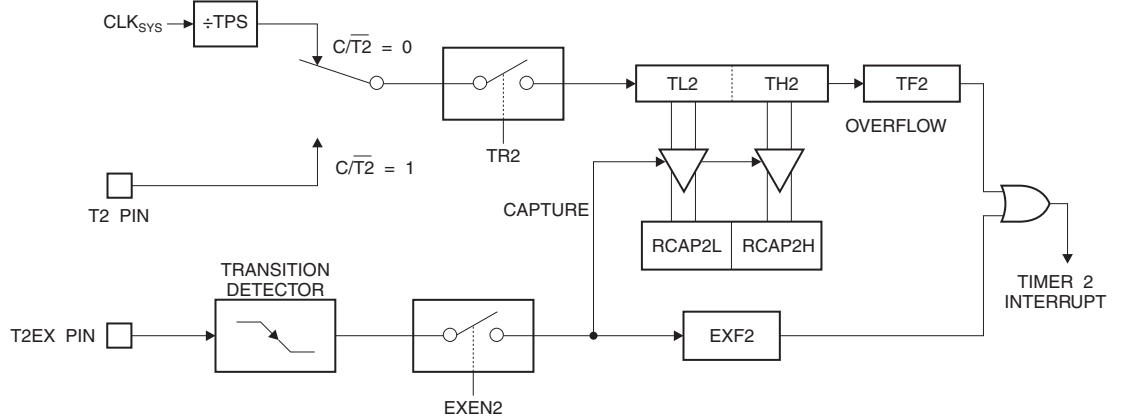 CLKSYS
÷TPS
C/T2 = 0
TL2
TH2
TF2
OVERFLOW
TR2
C/T2 = 1
T2 PIN
CAPTURE
RCAP2L
RCAP2H
TRANSITION
DETECTOR
TIMER 2
INTERRUPT
T2EX PIN
EXF2
EXEN2